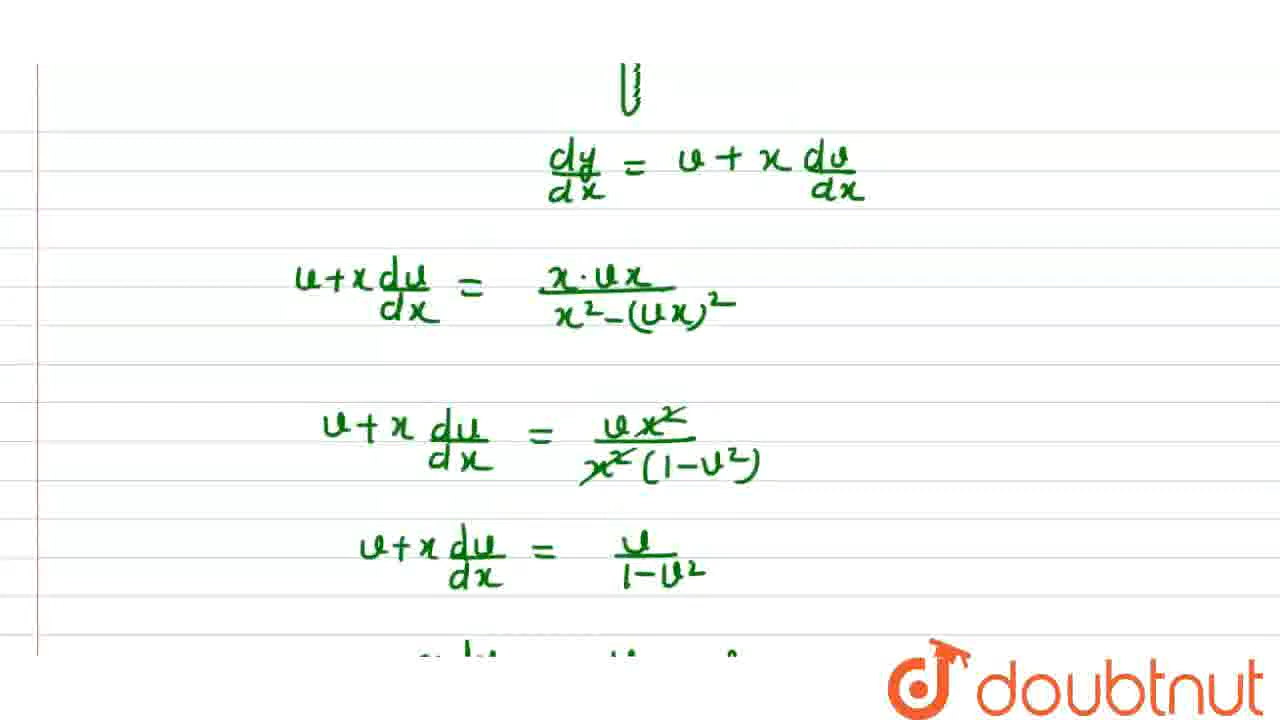 dy/dx = v + x dv/dx
v + x dv/dx = x·vx / x² - (vx)²
v + x dv/dx = vx² / x² (1 - v²)
v + x dv/dx = v / 1 - v²
doubtnut